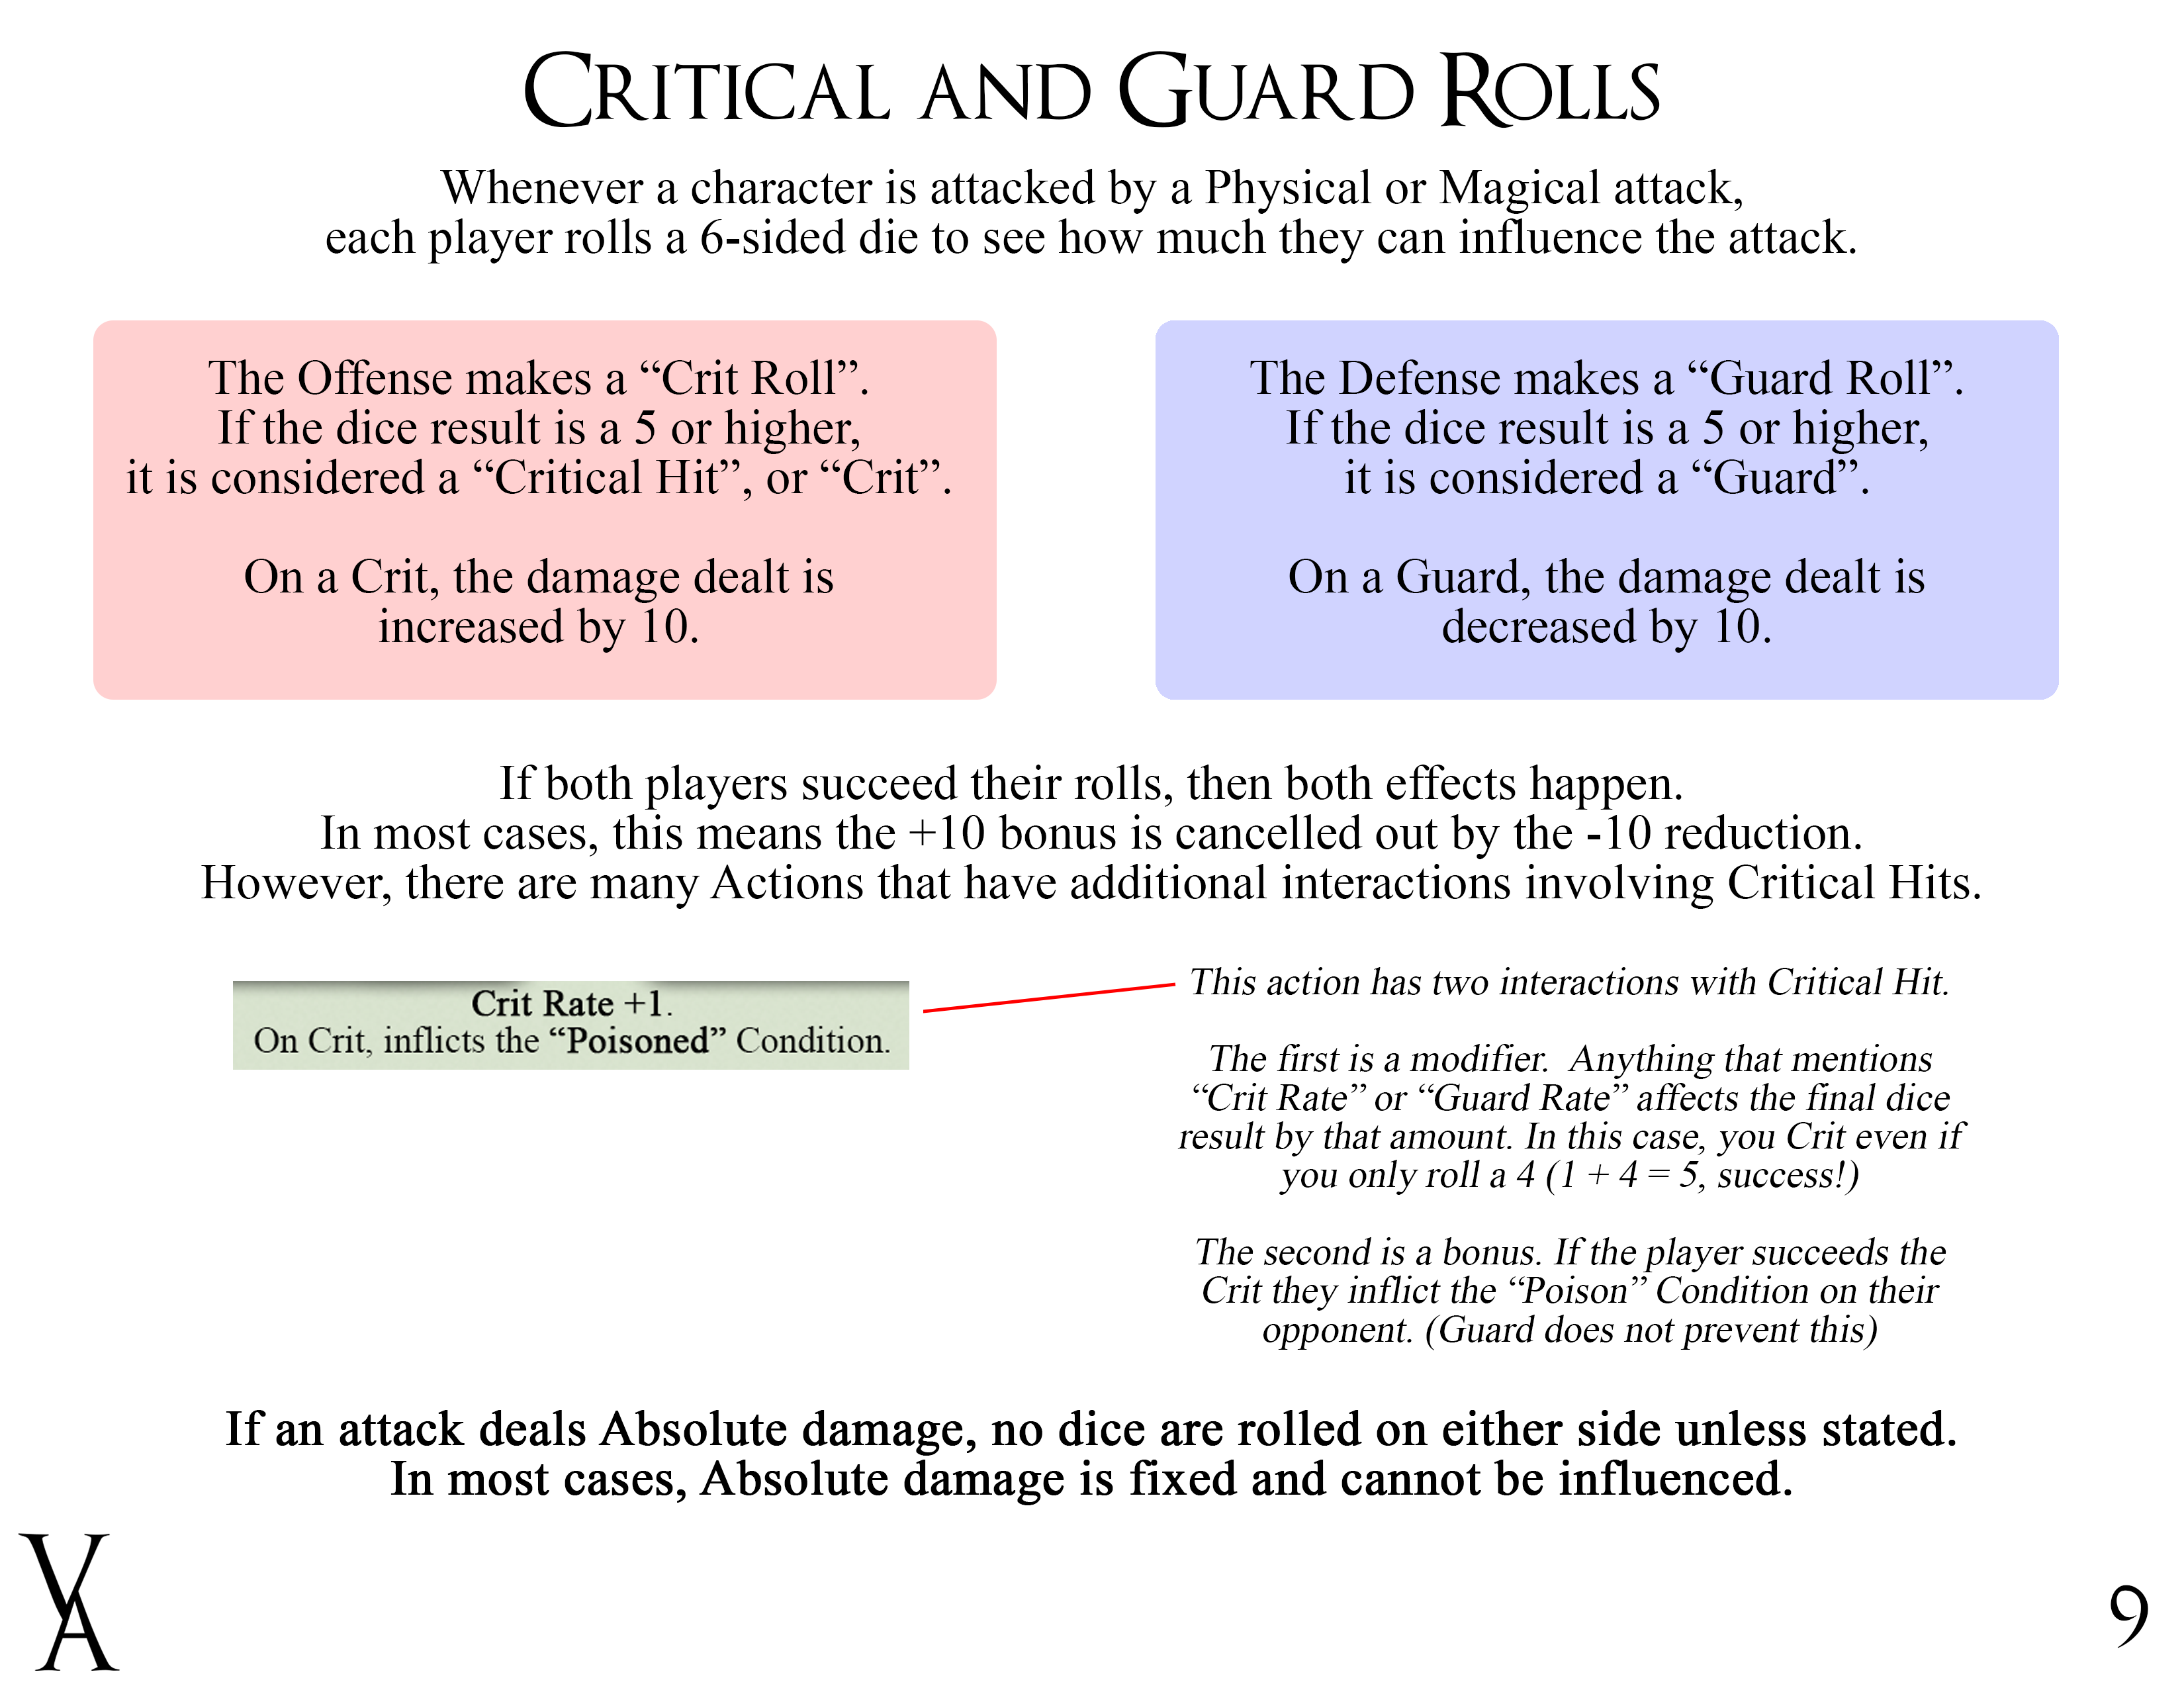 Critical and Guard Rolls
Whenever a character is attacked by a Physical or Magical attack,
each player rolls a 6-sided die to see how much they can influence the attack.
The Offense makes a “Crit Roll”.
If the dice result is a 5 or higher,
it is considered a “Critical Hit”, or “Crit”.
On a Crit, the damage dealt is
increased by 10.
The Defense makes a “Guard Roll”.
If the dice result is a 5 or higher,
it is considered a “Guard”.
On a Guard, the damage dealt is
decreased by 10.
If both players succeed their rolls, then both effects happen.
In most cases, this means the +10 bonus is cancelled out by the -10 reduction.
However, there are many Actions that have additional interactions involving Critical Hits.
Crit Rate +1.
On Crit, inflicts the “Poisoned” Condition.
This action has two interactions with Critical Hit.
The first is a modifier.  Anything that mentions
“Crit Rate” or “Guard Rate” affects the final dice
result by that amount. In this case, you Crit even if
you only roll a 4 (1 + 4 = 5, success!)
The second is a bonus. If the player succeeds the
Crit they inflict the “Poison” Condition on their
opponent. (Guard does not prevent this)
If an attack deals Absolute damage, no dice are rolled on either side unless stated.
In most cases, Absolute damage is fixed and cannot be influenced.
VA
9